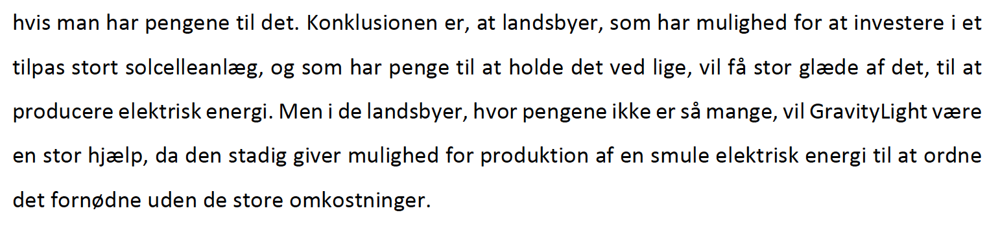 hvis man har pengene til det. Konklusionen er, at landsbyer, som har mulighed for at investere i et
tilpas stort solcelleanlæg, og som har penge til at holde det ved lige, vil få stor glæde af det, til at
producere elektrisk energi. Men i de landsbyer, hvor pengene ikke er så mange, vil GravityLight være
en stor hjælp, da den stadig giver mulighed for produktion af en smule elektrisk energi til at ordne
det fornødne uden de store omkostninger.